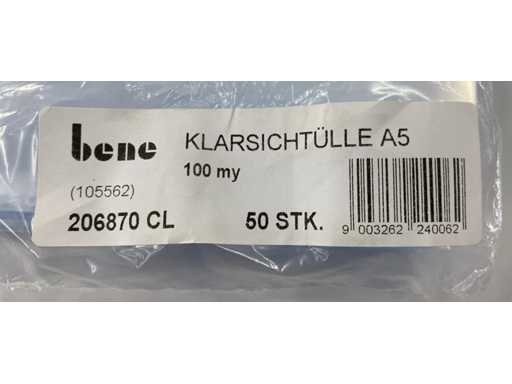 bene
KLARSICHTÜLLE A5
100 my
(105562)
206870 CL
50 STK.
9 003262 240062